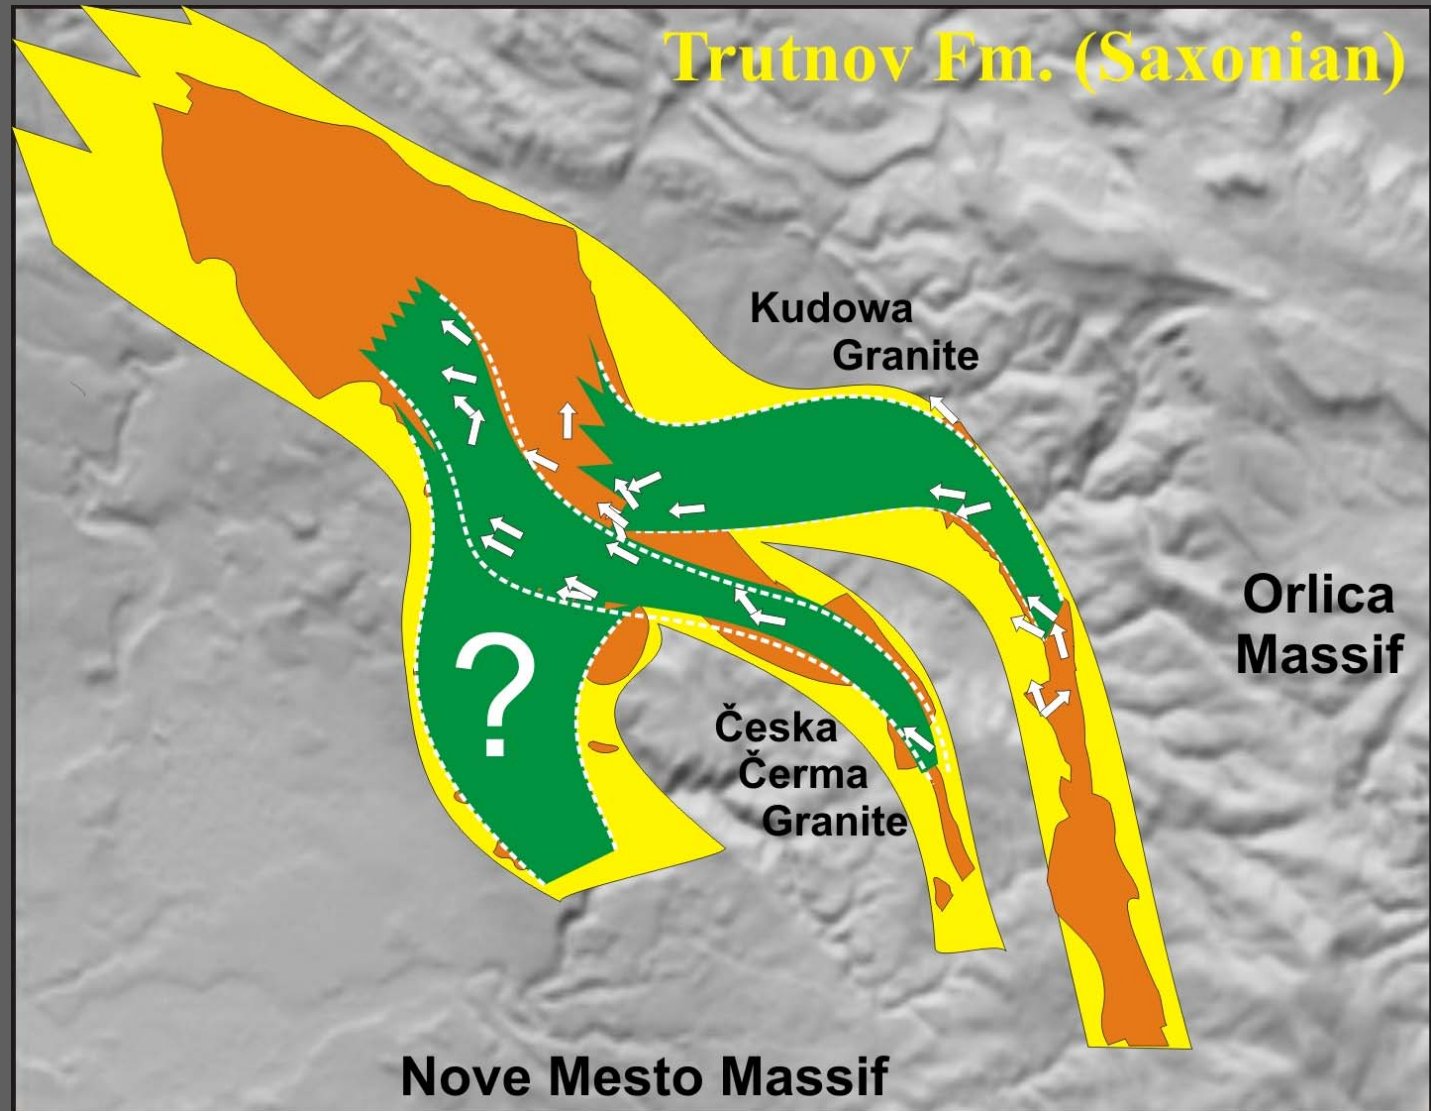 Trutnov Fm. (Saxonian)
Kudowa
Granite
Orlica
Massif
?
Česka
Čerma
Granite
Nove Mesto Massif